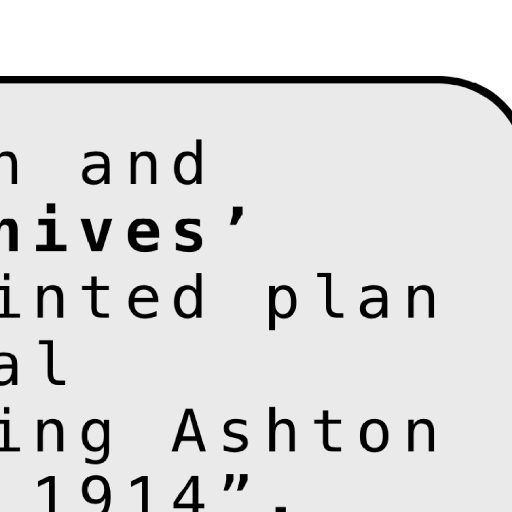 n and
hives’
inted plan
al
ing Ashton
1914”.